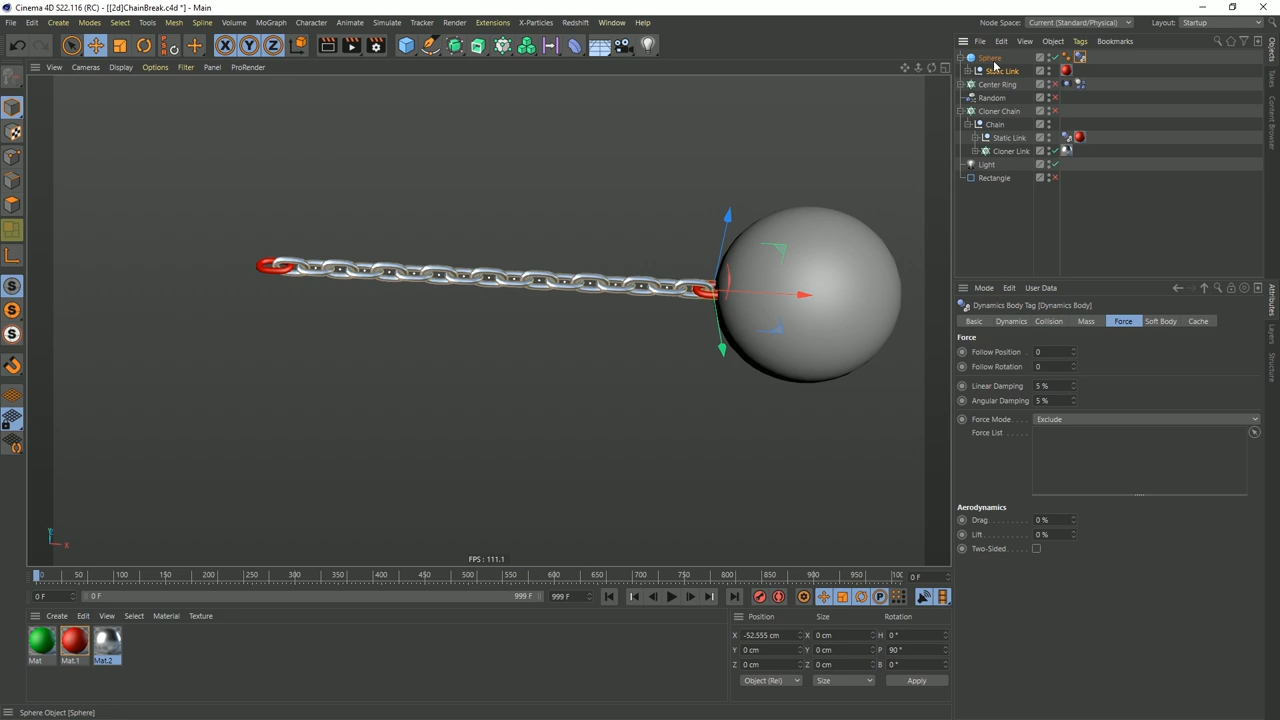 Cinema 4D S22.116 (RC) - [[2d]ChainBreak.c4d *] - Main
File Edit Create Modes Select Tools Mesh Spline Volume MoGraph Character Animate Simulate Tracker Render Extensions X-Particles Redshift Window Help
Node Space: Current (Standard/Physical) Layout: Startup
X Y Z
File Edit View Object Tags Bookmarks
View Cameras Display Options Filter Panel ProRender
Sphere
Static Link
Center Ring
Random
Cloner Chain
Chain
Static Link
Cloner Link
Light
Rectangle
Objects
Takes
Content Browser
Mode Edit User Data
Dynamics Body Tag [Dynamics Body]
Basic Dynamics Collision Mass Force Soft Body Cache
Force
Follow Position 0
Follow Rotation 0
Linear Damping 5 %
Angular Damping 5 %
Force Mode Exclude
Force List
Aerodynamics
Drag 0 %
Lift 0 %
Two-Sided
Attributes
Layers
Structure
S
S
S
Y
X
FPS : 111.1
0 50 100 150 200 250 300 350 400 450 500 550 600 650 700 750 800 850 900 950 100 0 F
0 F 0 F 999 F 999 F
P
Create Edit View Select Material Texture
Mat Mat.1 Mat.2
Position Size Rotation
X -52.555 cm X 0 cm H 0 °
Y 0 cm Y 0 cm P 90 °
Z 0 cm Z 0 cm B 0 °
Object (Rel) Size Apply
Sphere Object [Sphere]